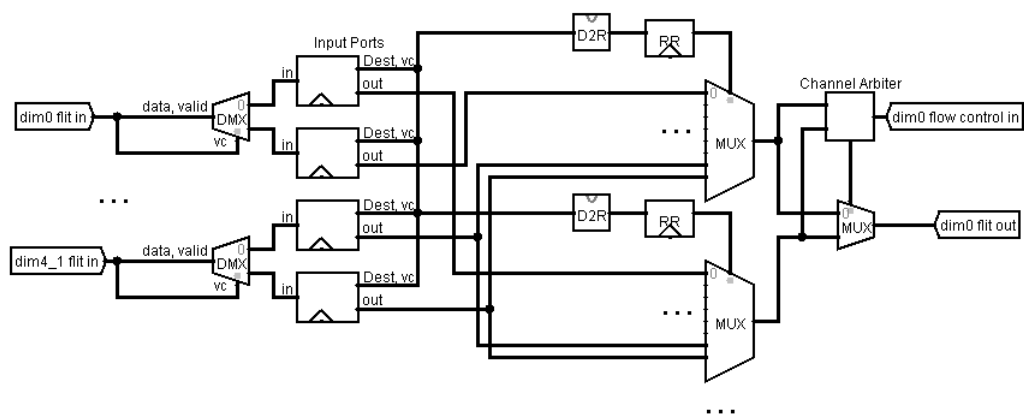 Input Ports
D2R
RR
Dest, vc
in
out
Channel Arbiter
dim0 flit in
data, valid
0
DMX
vc
0
...
MUX
dim0 flow control in
Dest, vc
in
out
...
Dest, vc
in
out
D2R
RR
0
MUX
dim0 flit out
dim4_1 flit in
data, valid
0
DMX
vc
Dest, vc
in
out
0
...
MUX
...